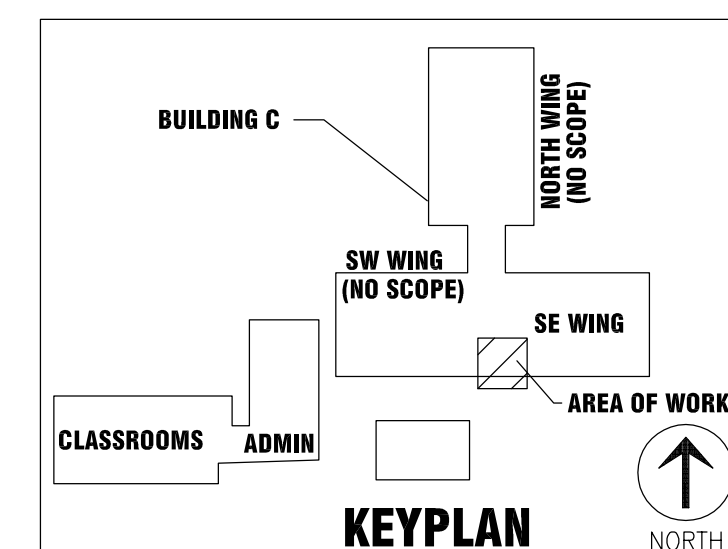 BUILDING C
NORTH WING
(NO SCOPE)
SW WING
(NO SCOPE)
SE WING
AREA OF WORK
CLASSROOMS
ADMIN
KEYPLAN
NORTH